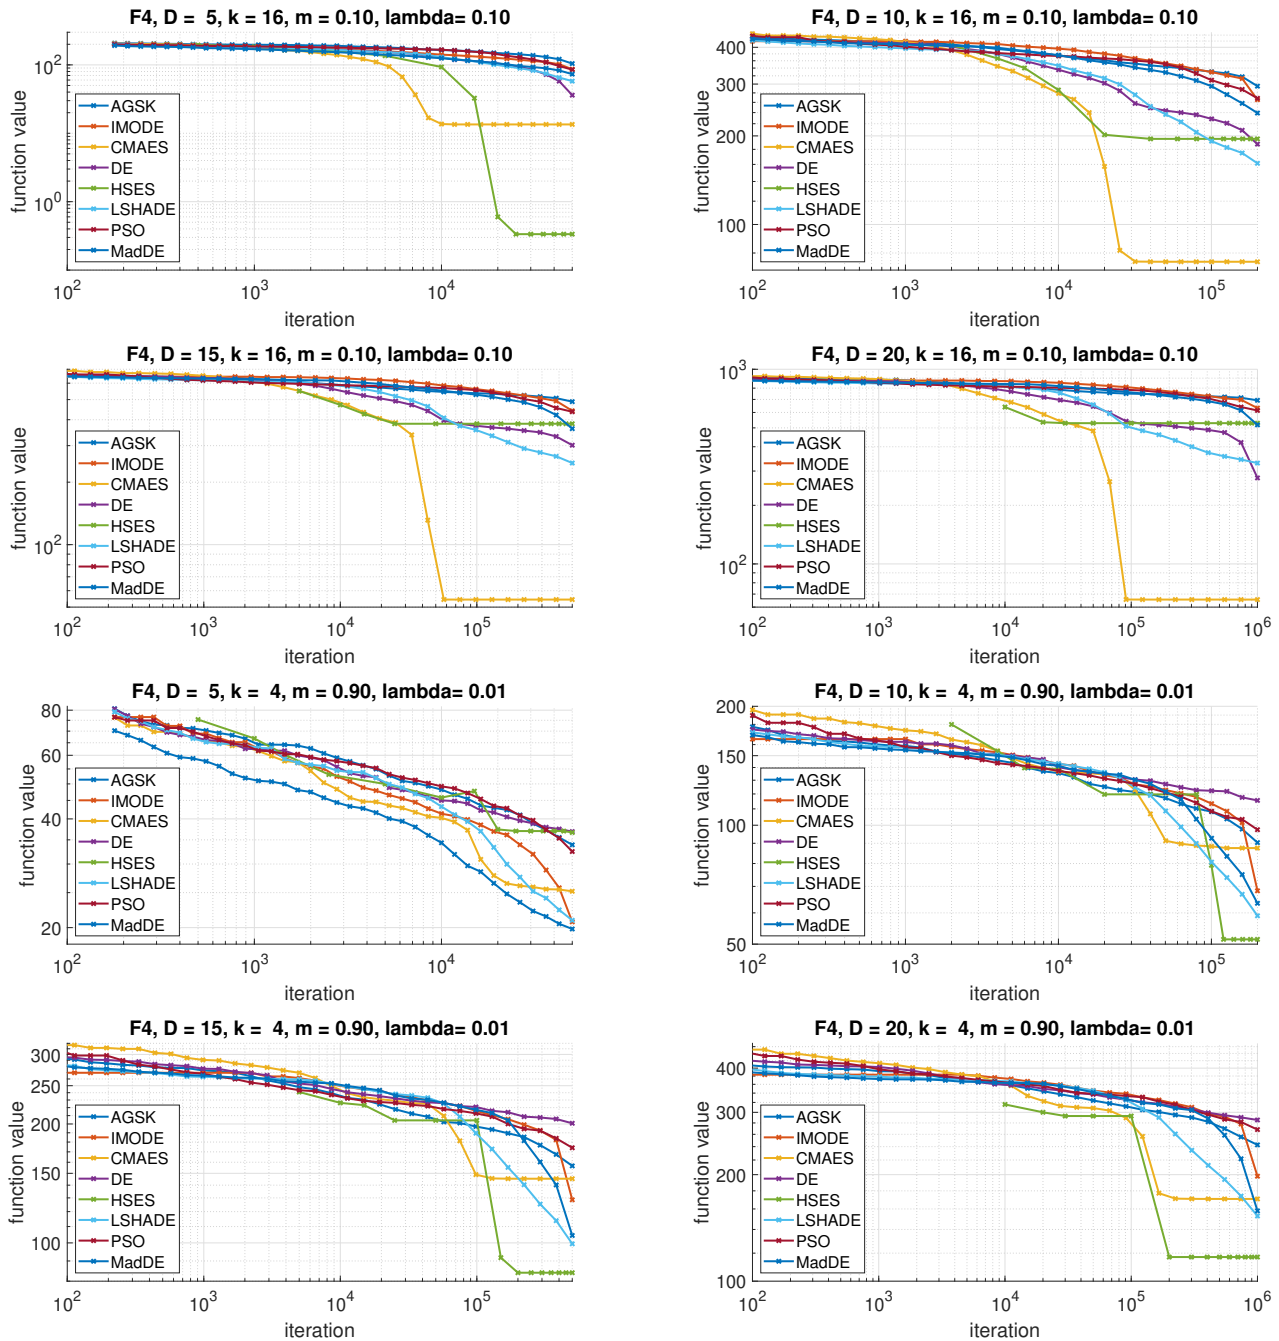 F4, D = 5, k = 16, m = 0.10, lambda= 0.10
function value
10^2
10^0
AGSK
IMODE
CMAES
DE
HSES
LSHADE
PSO
MadDE
10^2
10^3
10^4
iteration
F4, D = 10, k = 16, m = 0.10, lambda= 0.10
function value
400
300
200
100
AGSK
IMODE
CMAES
DE
HSES
LSHADE
PSO
MadDE
10^2
10^3
10^4
10^5
iteration
F4, D = 15, k = 16, m = 0.10, lambda= 0.10
function value
10^2
AGSK
IMODE
CMAES
DE
HSES
LSHADE
PSO
MadDE
10^2
10^3
10^4
10^5
iteration
F4, D = 20, k = 16, m = 0.10, lambda= 0.10
function value
10^3
10^2
AGSK
IMODE
CMAES
DE
HSES
LSHADE
PSO
MadDE
10^2
10^3
10^4
10^5
10^6
iteration
F4, D = 5, k = 4, m = 0.90, lambda= 0.01
function value
80
60
40
20
AGSK
IMODE
CMAES
DE
HSES
LSHADE
PSO
MadDE
10^2
10^3
10^4
iteration
F4, D = 10, k = 4, m = 0.90, lambda= 0.01
function value
200
150
100
50
AGSK
IMODE
CMAES
DE
HSES
LSHADE
PSO
MadDE
10^2
10^3
10^4
10^5
iteration
F4, D = 15, k = 4, m = 0.90, lambda= 0.01
function value
300
250
200
150
100
AGSK
IMODE
CMAES
DE
HSES
LSHADE
PSO
MadDE
10^2
10^3
10^4
10^5
iteration
F4, D = 20, k = 4, m = 0.90, lambda= 0.01
function value
400
300
200
100
AGSK
IMODE
CMAES
DE
HSES
LSHADE
PSO
MadDE
10^2
10^3
10^4
10^5
10^6
iteration